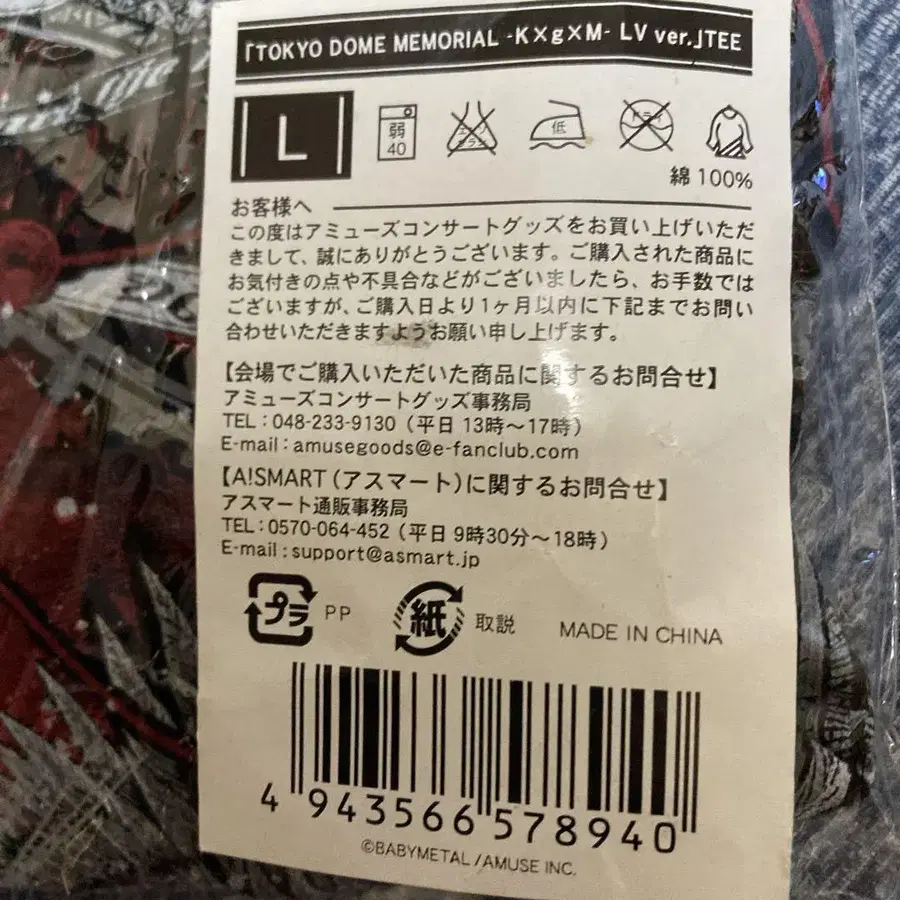 「TOKYO DOME MEMORIAL -K×g×M- LV ver.」TEE
L
弱
40
エンソ
低
ドライ
綿 100%
お客様へ
この度はアミューズコンサートグッズをお買い上げいただ
きまして、誠にありがとうございます。ご購入された商品に
お気付きの点や不具合などがございましたら、お手数では
ございますが、ご購入日より1ヶ月以内に下記までお問い
合わせいただきますようお願い申し上げます。
【会場でご購入いただいた商品に関するお問合せ】
アミューズコンサートグッズ事務局
TEL：048-233-9130（平日 13時～17時）
E-mail：amusegoods@e-fanclub.com
【A!SMART（アスマート）に関するお問合せ】
アスマート通販事務局
TEL：0570-064-452（平日 9時30分～18時）
E-mail：support@asmart.jp
プラ PP 紙 取説 MADE IN CHINA
4 943566 578940
©BABYMETAL /AMUSE INC.